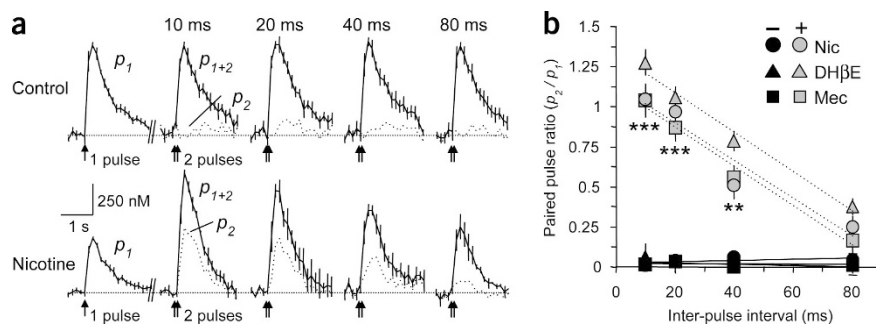 a
10 ms 20 ms 40 ms 80 ms
Control
p1
p1+2
p2
1 pulse
2 pulses
250 nM
1 s
Nicotine
p1
p1+2
p2
1 pulse
2 pulses
b
Paired pulse ratio (p2 / p1)
1.5
1.25
1
0.75
0.5
0.25
0
− +
Nic
DHβE
Mec
***
***
**
0 20 40 60 80
Inter-pulse interval (ms)